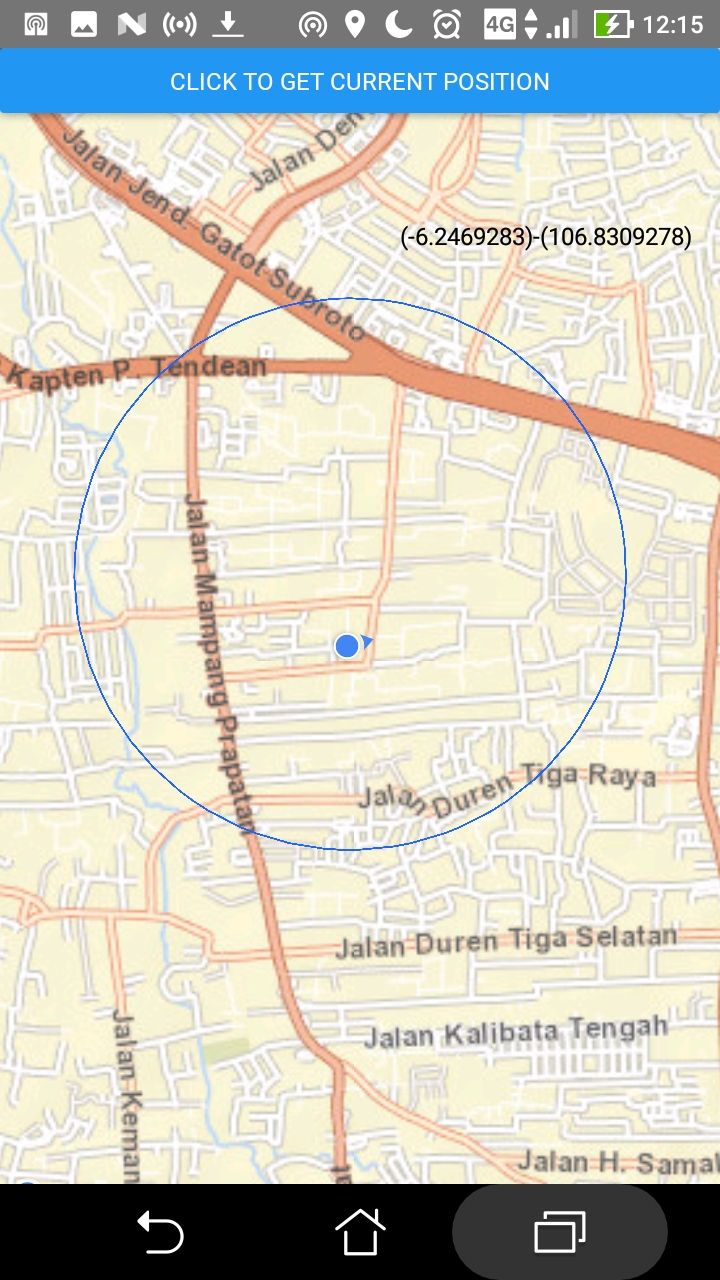 4G 12:15
CLICK TO GET CURRENT POSITION
Jalan Den
Jalan Jend. Gatot Subroto
(-6.2469283)-(106.8309278)
Kapten P. Tendean
Jalan Mampang Prapatan
Jalan Duren Tiga Raya
Jalan Duren Tiga Selatan
Jalan Kalibata Tengah
Jalan Keman
Jalan H. Samal